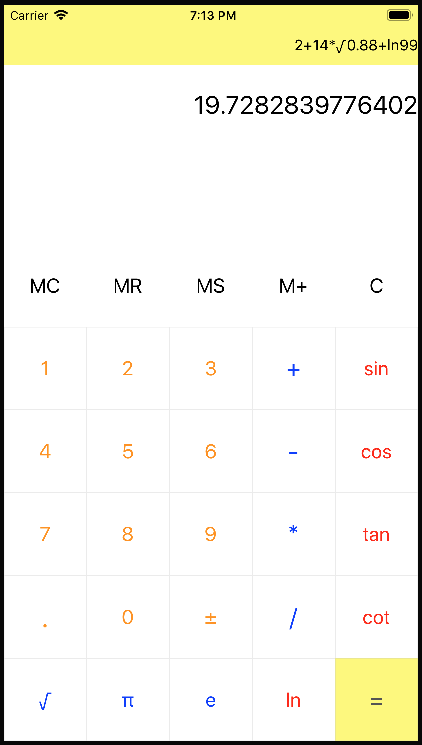 Carrier 7:13 PM
2+14*√0.88+ln99
19.7282839776402
MC MR MS M+ C
1 2 3 + sin
4 5 6 - cos
7 8 9 * tan
. 0 ± / cot
√ π e ln =